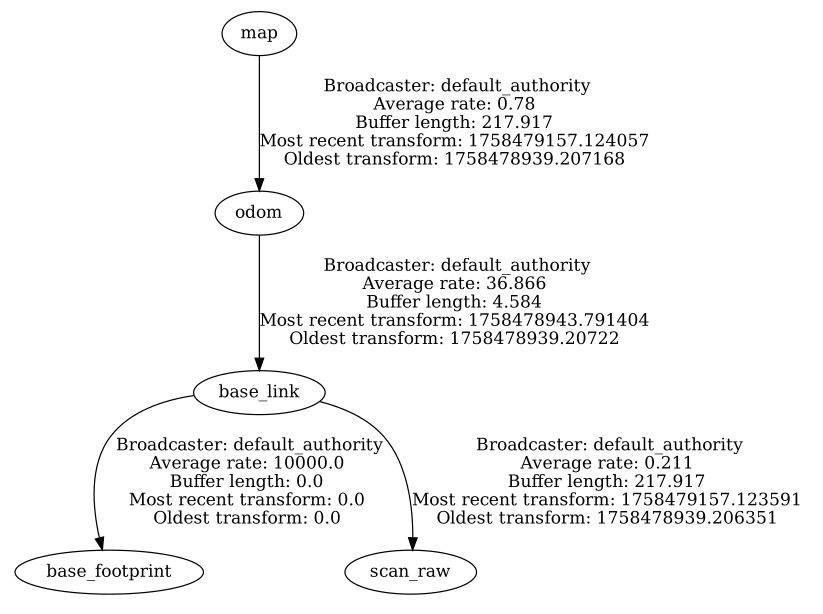 map
Broadcaster: default_authority
Average rate: 0.78
Buffer length: 217.917
Most recent transform: 1758479157.124057
Oldest transform: 1758478939.207168
odom
Broadcaster: default_authority
Average rate: 36.866
Buffer length: 4.584
Most recent transform: 1758478943.791404
Oldest transform: 1758478939.20722
base_link
Broadcaster: default_authority
Average rate: 10000.0
Buffer length: 0.0
Most recent transform: 0.0
Oldest transform: 0.0
Broadcaster: default_authority
Average rate: 0.211
Buffer length: 217.917
Most recent transform: 1758479157.123591
Oldest transform: 1758478939.206351
base_footprint
scan_raw